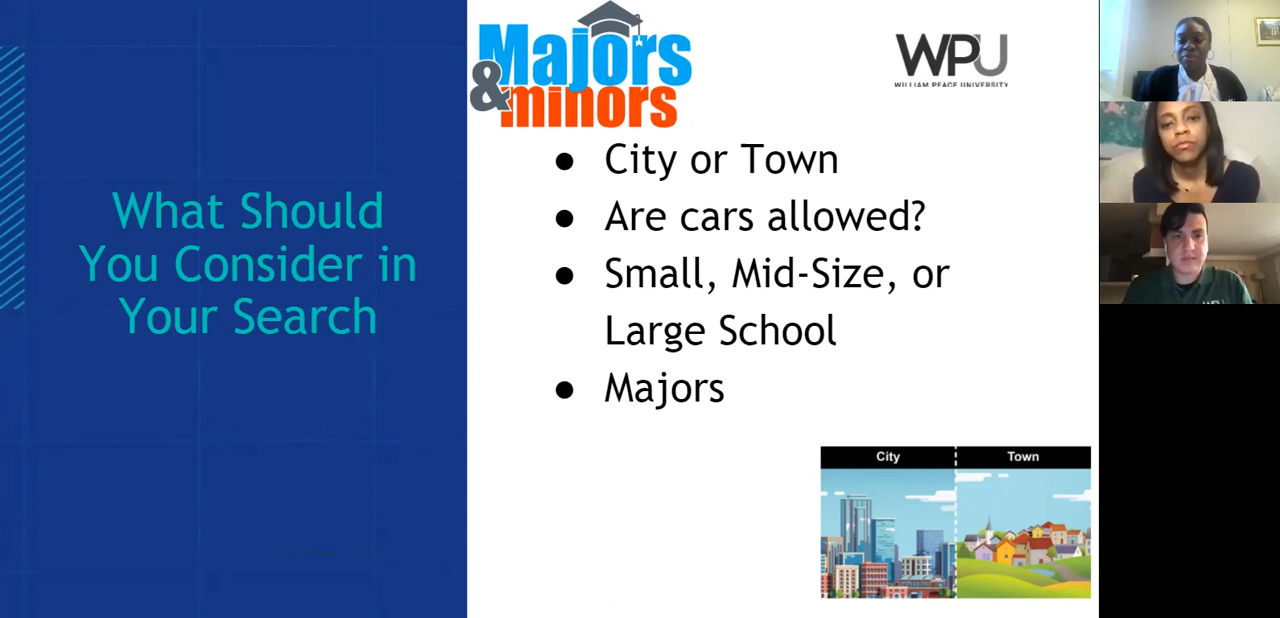 What Should
You Consider in
Your Search
Majors
& minors
WPU
WILLIAM PEACE UNIVERSITY
● City or Town
● Are cars allowed?
● Small, Mid-Size, or
Large School
● Majors
City
Town
WPU